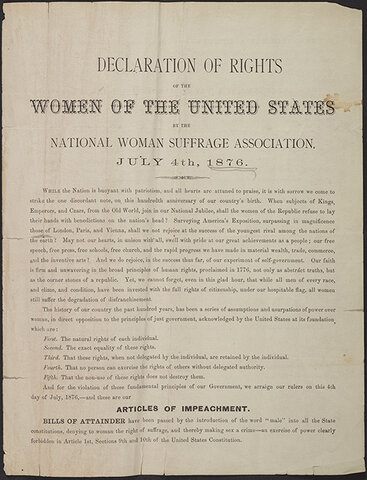 DECLARATION OF RIGHTS
OF THE
WOMEN OF THE UNITED STATES
BY THE
NATIONAL WOMAN SUFFRAGE ASSOCIATION.
JULY 4th, 1876.
WHILE the Nation is buoyant with patriotism, and all hearts are attuned to praise, it is with sorrow we come to
strike the one discordant note, on this hundredth anniversary of our country's birth. When subjects of Kings,
Emperors, and Czars, from the Old World, join in our National Jubilee, shall the women of the Republic refuse to lay
their hands with benedictions on the nation's head? Surveying America's Exposition, surpassing in magnificence
those of London, Paris, and Vienna, shall we not rejoice at the success of the youngest rival among the nations of
the earth? May not our hearts, in unison with all, swell with pride at our great achievements as a people; our free
speech, free press, free schools, free church, and the rapid progress we have made in material wealth, trade, commerce,
and the inventive arts? And we do rejoice, in the success thus far, of our experiment of self-government. Our faith
is firm and unwavering in the broad principles of human rights, proclaimed in 1776, not only as abstract truths, but
as the corner stones of a republic. Yet, we cannot forget, even in this glad hour, that while all men of every race,
and clime, and condition, have been invested with the full rights of citizenship, under our hospitable flag, all women
still suffer the degradation of disfranchisement.
The history of our country the past hundred years, has been a series of assumptions and usurpations of power over
woman, in direct opposition to the principles of just government, acknowledged by the United States at its foundation,
which are:
First. The natural rights of each individual.
Second. The exact equality of these rights.
Third. That these rights, when not delegated by the individual, are retained by the individual.
Fourth. That no person can exercise the rights of others without delegated authority.
Fifth. That the non-use of these rights does not destroy them.
And for the violation of these fundamental principles of our Government, we arraign our rulers on this 4th
day of July, 1876,—and these are our
ARTICLES OF IMPEACHMENT.
BILLS OF ATTAINDER have been passed by the introduction of the word "male" into all the State
constitutions, denying to woman the right of suffrage, and thereby making sex a crime—an exercise of power clearly
forbidden in Article 1st, Sections 9th and 10th of the United States Constitution.